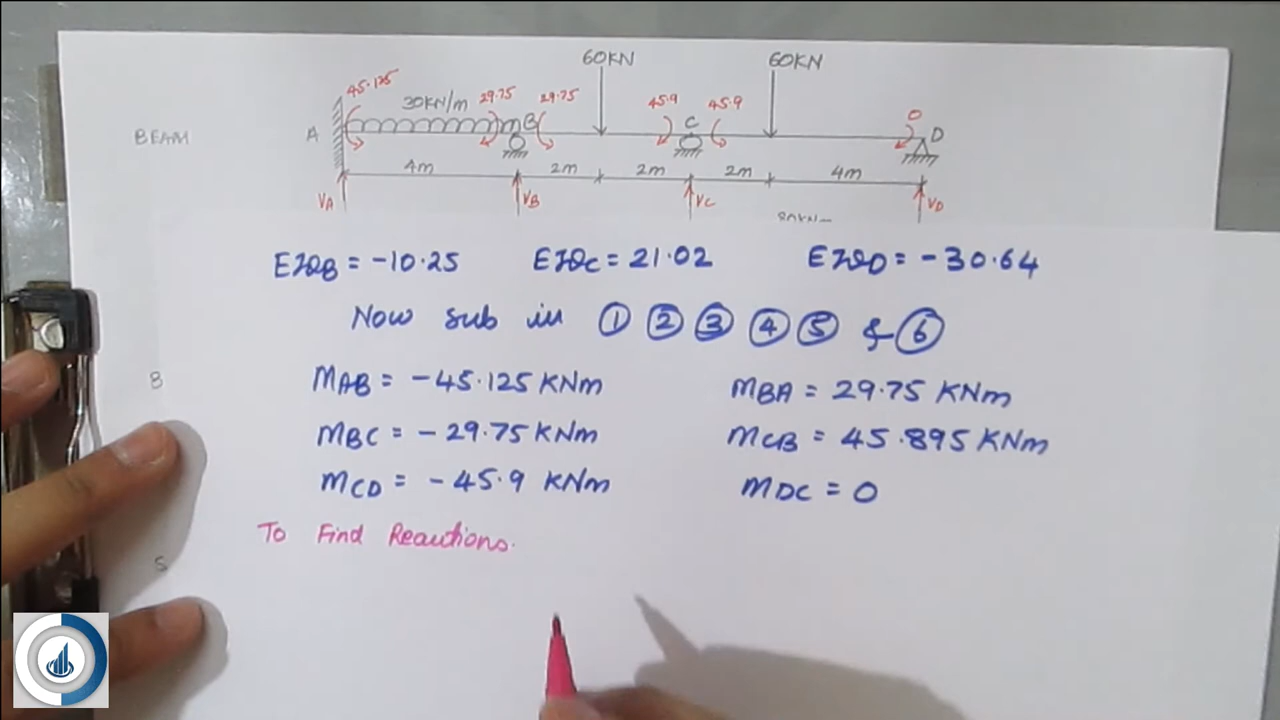 60KN 60KN
45.125 30KN/m 29.75 29.75 45.9 45.9 0
BEAM A B C D
4m 2m 2m 2m 4m
VA VB VC VD
EIθB = -10.25 EIθC = 21.02 EIθD = -30.64
Now sub in ① ② ③ ④ ⑤ & ⑥
MAB = -45.125 KNm MBA = 29.75 KNm
MBC = -29.75 KNm MCB = 45.895 KNm
MCD = -45.9 KNm MDC = 0
To Find Reactions.